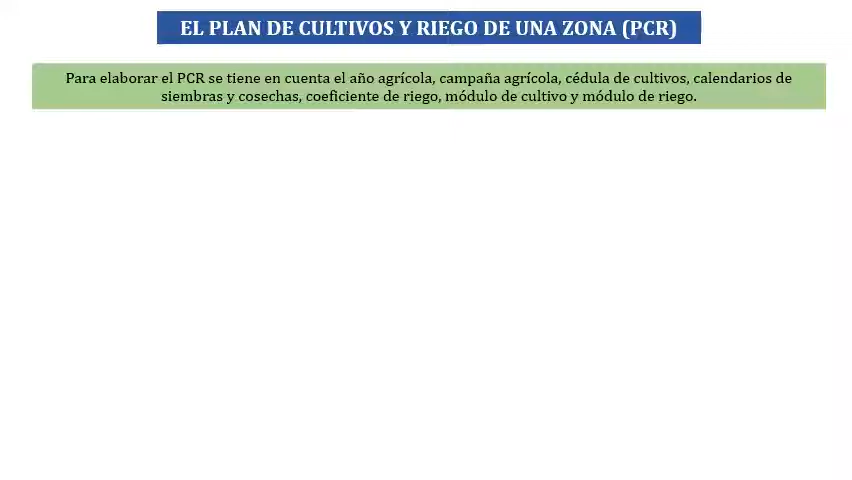 EL PLAN DE CULTIVOS Y RIEGO DE UNA ZONA (PCR)
Para elaborar el PCR se tiene en cuenta el año agrícola, campaña agrícola, cédula de cultivos, calendarios de
siembras y cosechas, coeficiente de riego, módulo de cultivo y módulo de riego.